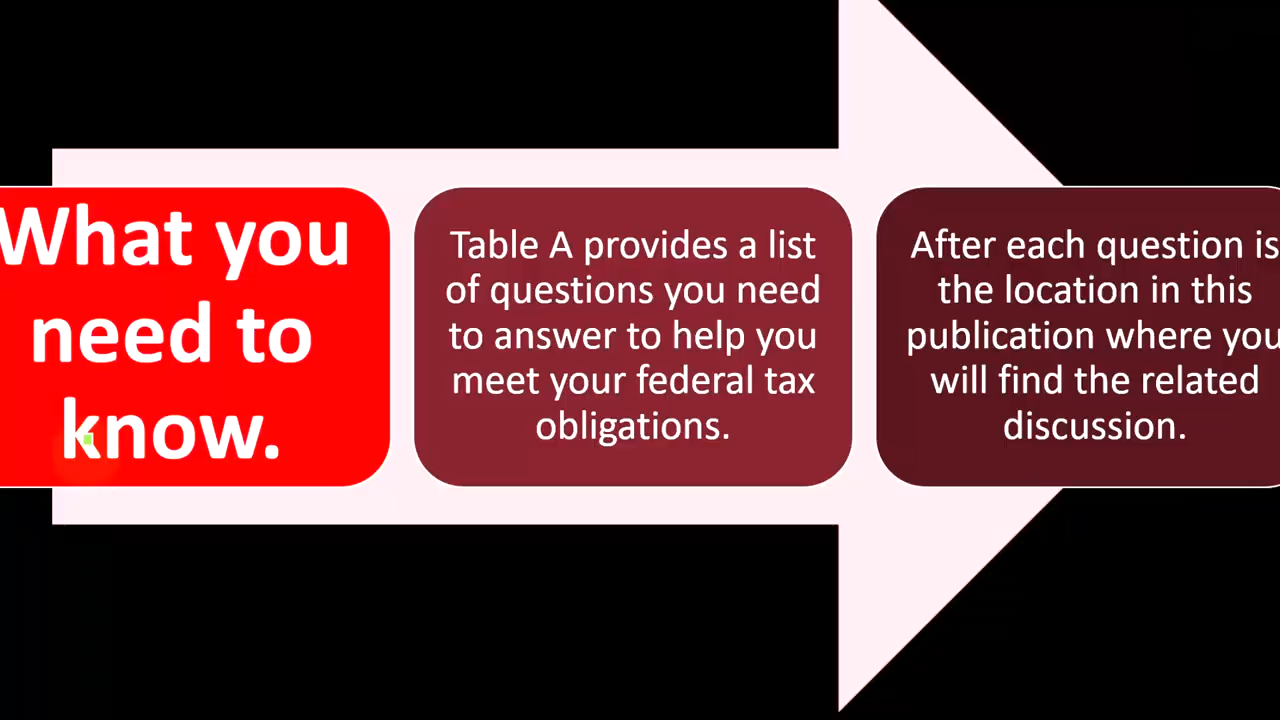 What you
need to
know.
Table A provides a list
of questions you need
to answer to help you
meet your federal tax
obligations.
After each question is
the location in this
publication where you
will find the related
discussion.